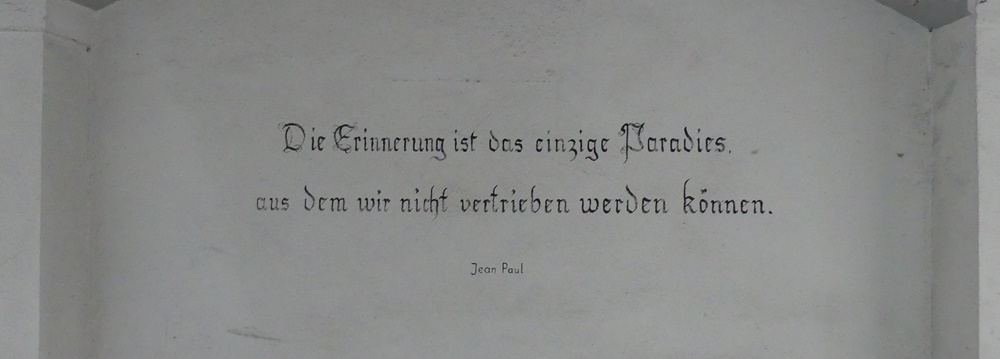 Die Erinnerung ist das einzige Paradies,
aus dem wir nicht vertrieben werden können.
Jean Paul